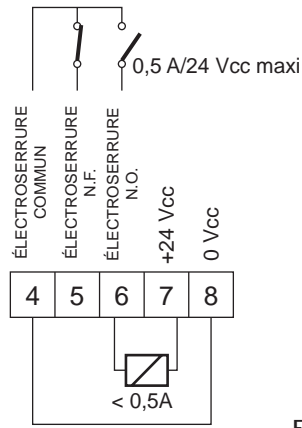 0,5 A/24 Vcc maxi
ÉLECTROSERRURE
COMMUN
ÉLECTROSERRURE
N.F.
ÉLECTROSERRURE
N.O.
+24 Vcc
0 Vcc
4 5 6 7 8
< 0,5A